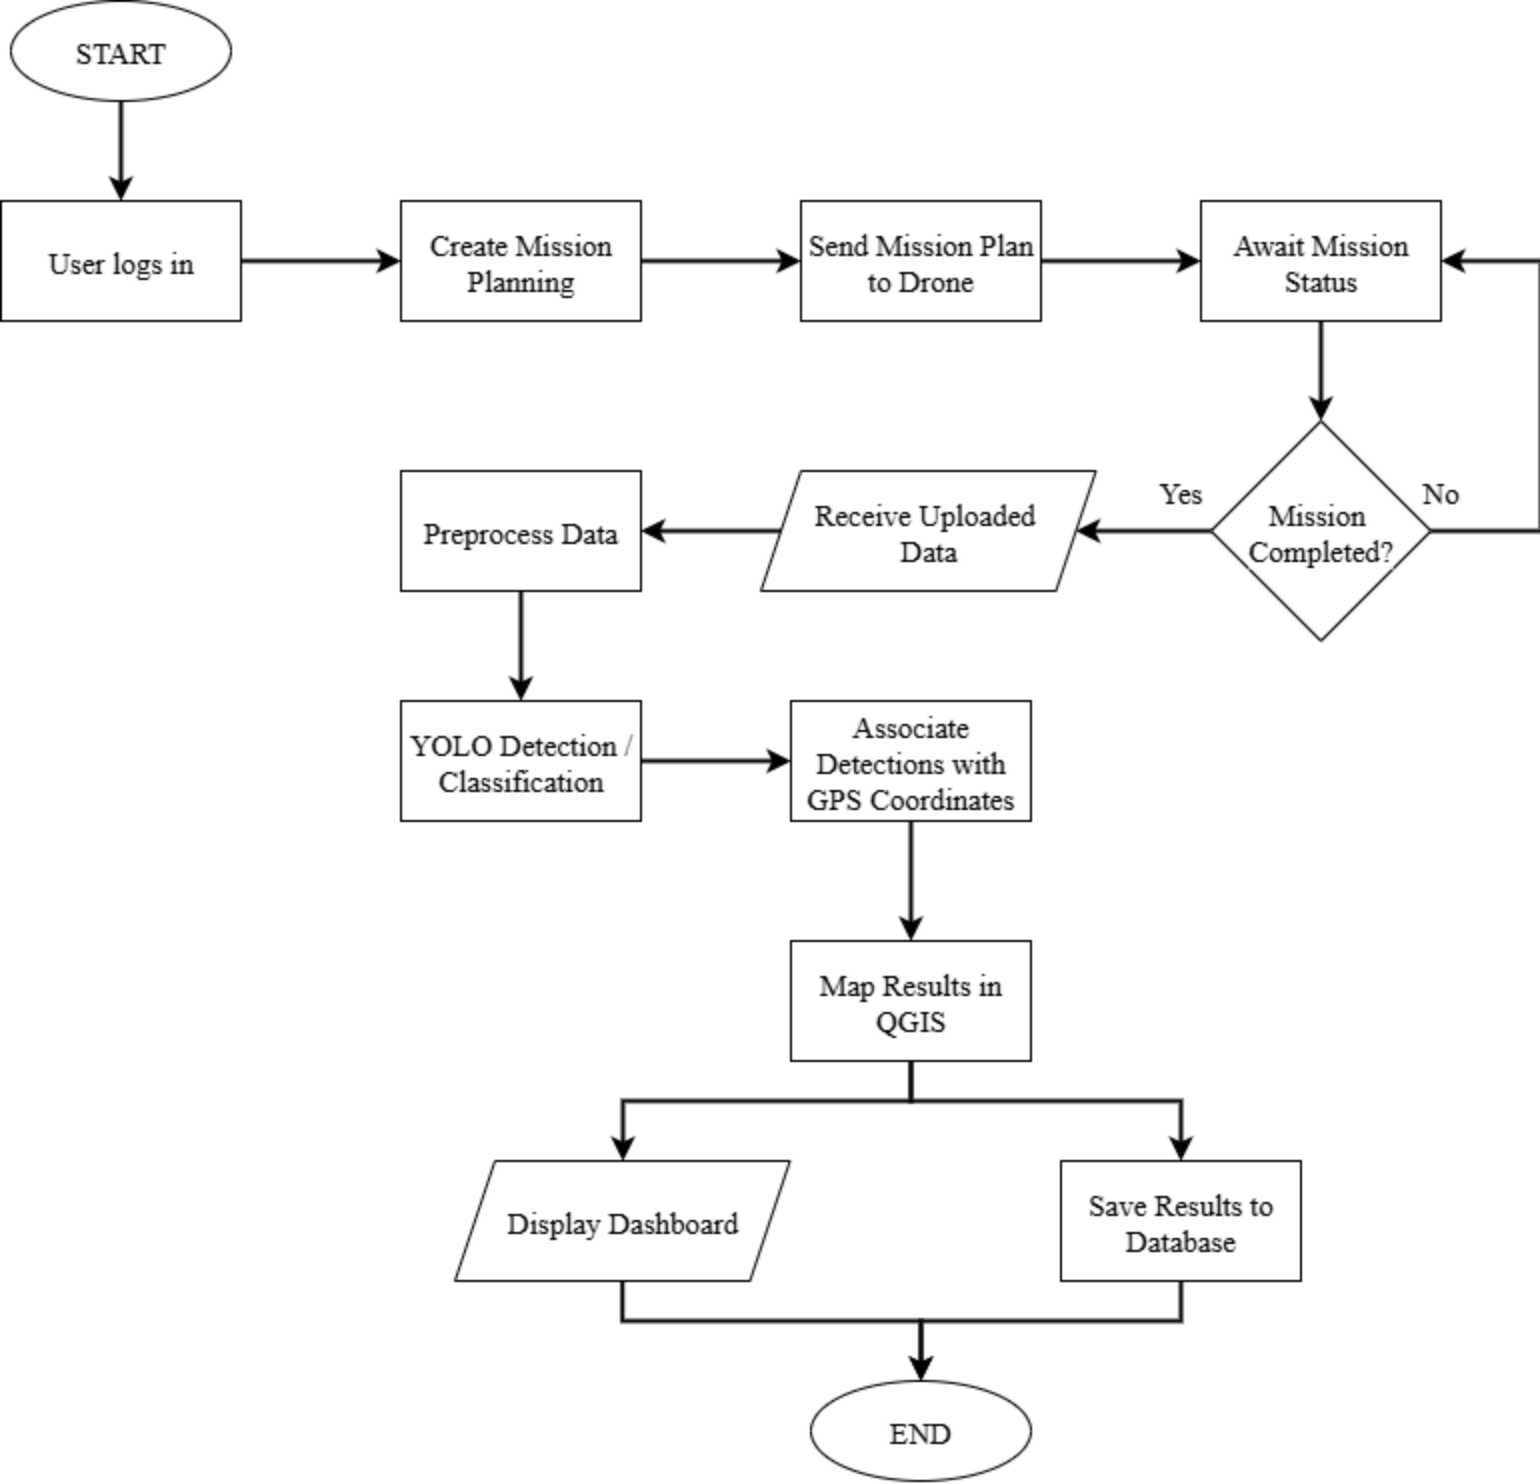 START
User logs in
Create Mission
Planning
Send Mission Plan
to Drone
Await Mission
Status
Yes
No
Mission
Completed?
Receive Uploaded
Data
Preprocess Data
YOLO Detection /
Classification
Associate
Detections with
GPS Coordinates
Map Results in
QGIS
Display Dashboard
Save Results to
Database
END